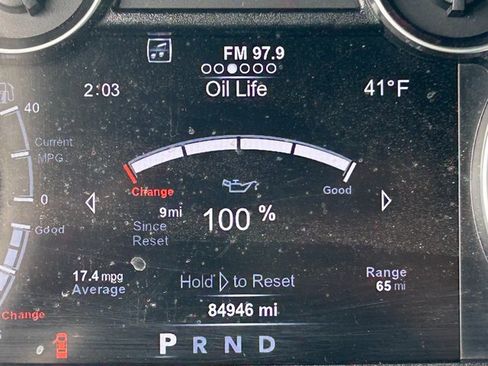 FM 97.9
2:03
Oil Life
41°F
40
Current
MPG
0
Change
Good
9mi
Since
Reset
100 %
Good
17.4 mpg
Average
Hold ▷ to Reset
Range
65 mi
Change
84946 mi
P R N D